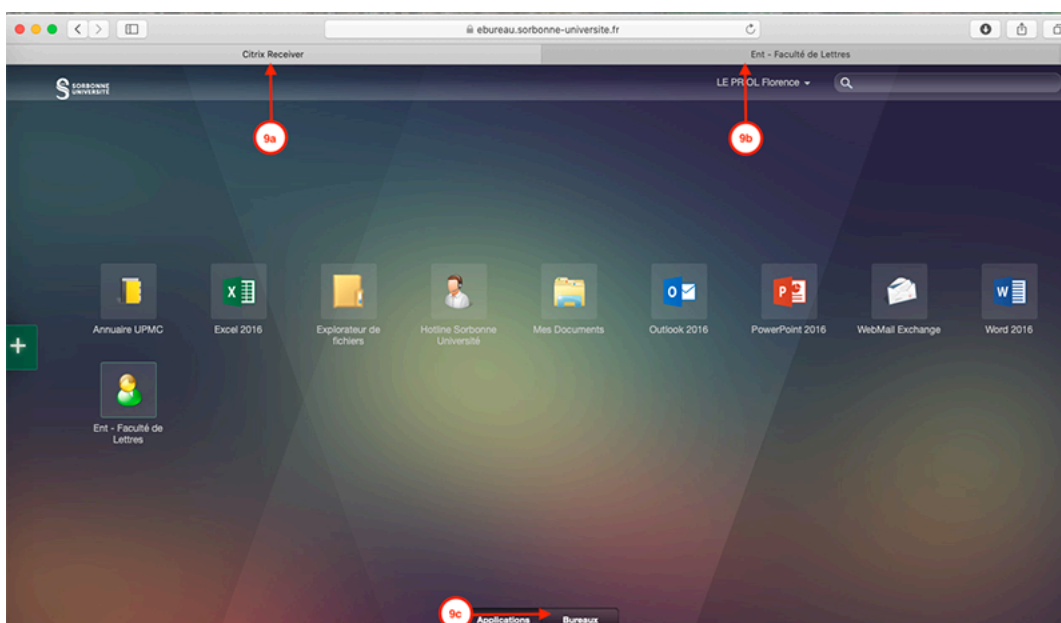 ebureau.sorbonne-universite.fr
Citrix Receiver
Ent - Faculté de Lettres
SORBONNE
UNIVERSITÉ
LE PRIOL Florence
9a
9b
Annuaire UPMC
Excel 2016
Explorateur de
fichiers
Hotline Sorbonne
Université
Mes Documents
Outlook 2016
PowerPoint 2016
WebMail Exchange
Word 2016
Ent - Faculté de
Lettres
9c
Applications
Bureaux